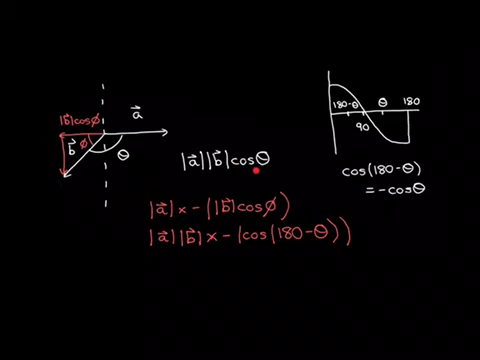 |b⃗|cosϕ
a⃗
b⃗
ϕ
θ
180-θ
θ
180
90
|a⃗||b⃗|cosθ
cos(180-θ)
= -cosθ
|a⃗| x - (|b⃗|cosϕ)
|a⃗||b⃗| x - (cos(180-θ))